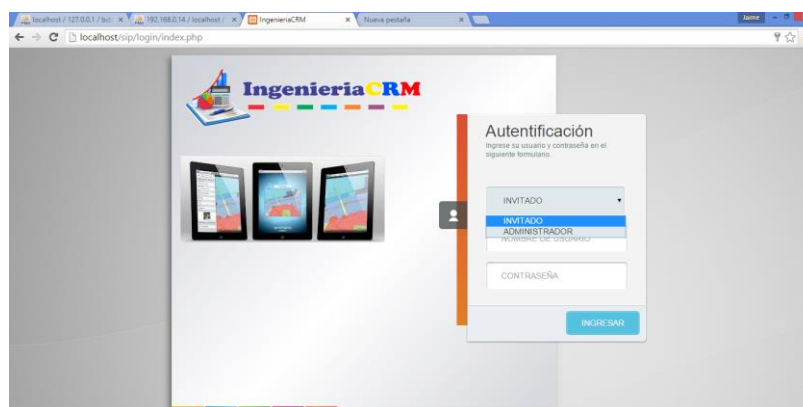 localhost / 127.0.0.1 /
192.168.0.14 / localhost /
IngenieriaCRM
Nueva pestaña
Jaime
localhost/sip/login/index.php
IngenieriaCRM
Autentificación
Ingrese su usuario y contraseña en el
siguiente formulario.
INVITADO
INVITADO
ADMINISTRADOR
NOMBRE DE USUARIO
CONTRASEÑA
INGRESAR